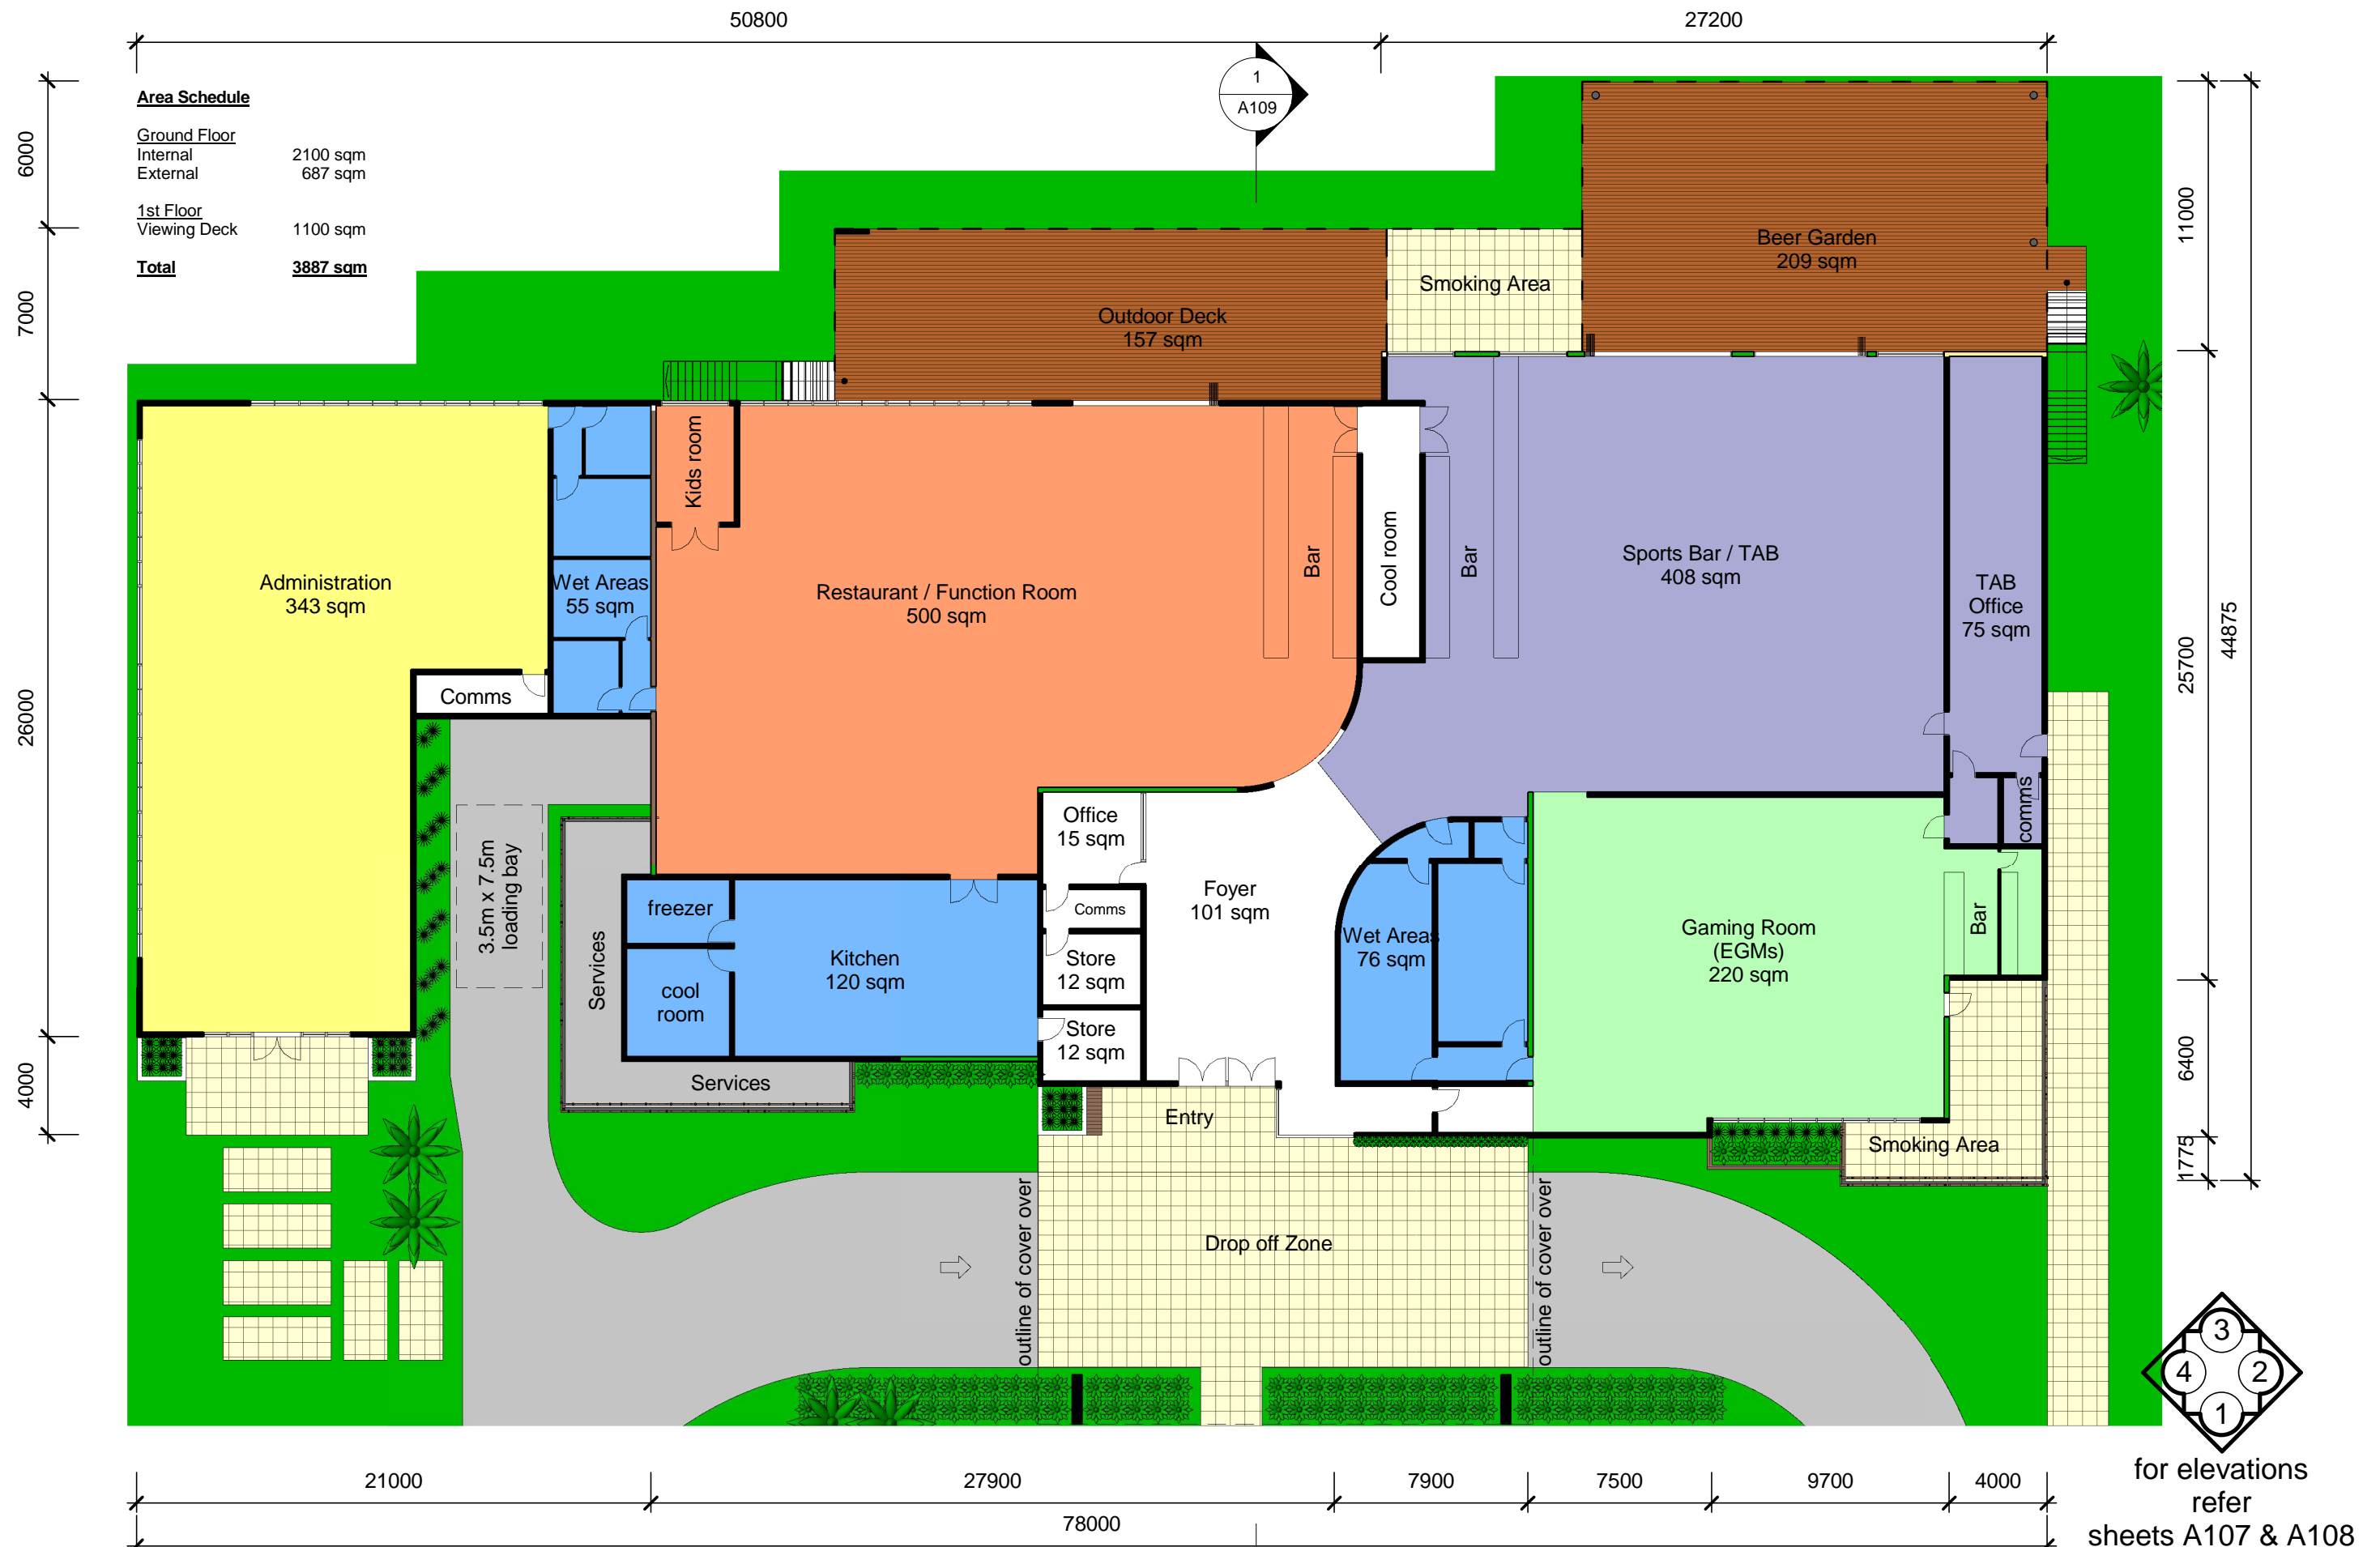 50800
27200
1
A109
Area Schedule
Ground Floor
Internal 2100 sqm
External 687 sqm
1st Floor
Viewing Deck 1100 sqm
Total 3887 sqm
6000
7000
26000
4000
11000
25700
44875
6400
1775
Beer Garden
209 sqm
Smoking Area
Outdoor Deck
157 sqm
Kids room
Bar
Cool room
Bar
Sports Bar / TAB
408 sqm
TAB
Office
75 sqm
Administration
343 sqm
Wet Areas
55 sqm
Restaurant / Function Room
500 sqm
Comms
comms
Office
15 sqm
3.5m x 7.5m
loading bay
Services
freezer
cool
room
Kitchen
120 sqm
Comms
Store
12 sqm
Store
12 sqm
Foyer
101 sqm
Wet Areas
76 sqm
Gaming Room
(EGMs)
220 sqm
Bar
Services
Entry
Smoking Area
outline of cover over
Drop off Zone
outline of cover over
3
4
2
1
for elevations
refer
sheets A107 & A108
21000
27900
7900
7500
9700
4000
78000